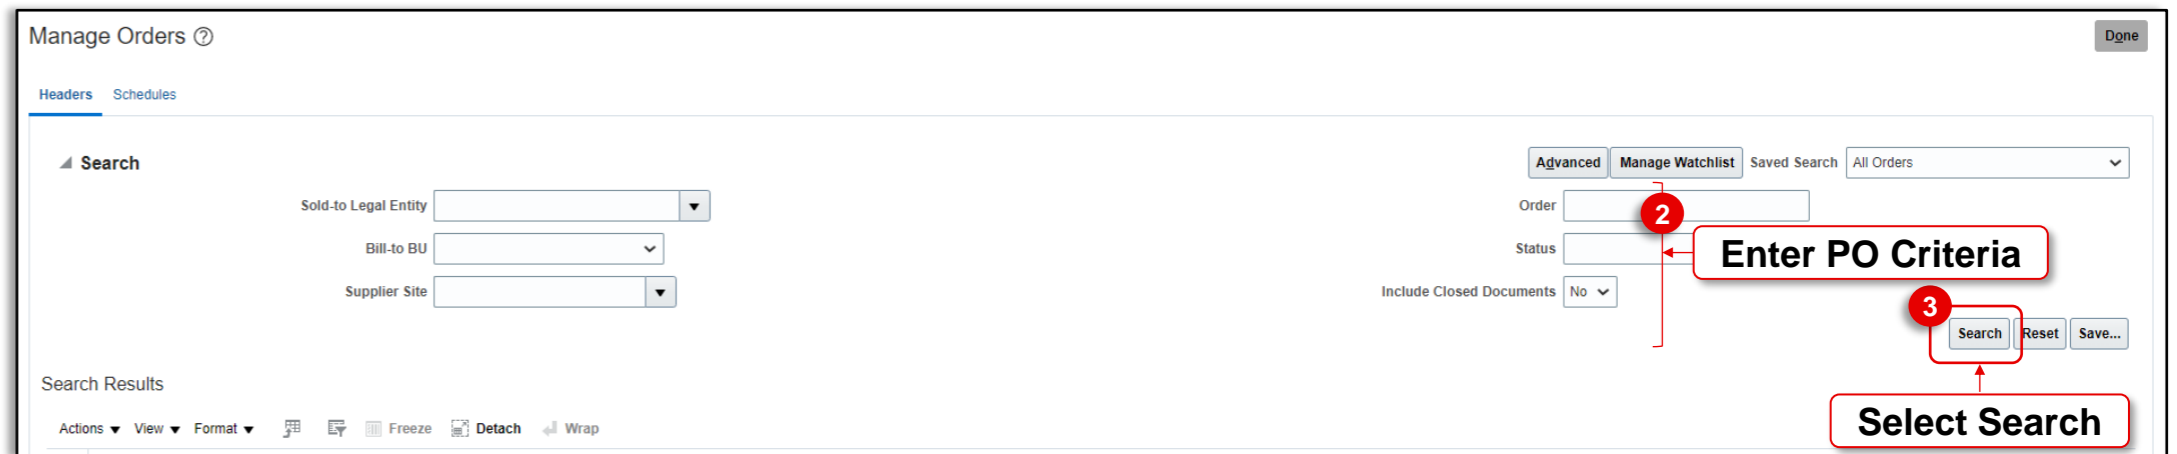 Manage Orders ?
Done
Headers Schedules
Search
Advanced Manage Watchlist Saved Search All Orders
Sold-to Legal Entity
Order
2
Bill-to BU
Status
Enter PO Criteria
Supplier Site
Include Closed Documents No
3
Search Reset Save...
Search Results
Select Search
Actions View Format Freeze Detach Wrap